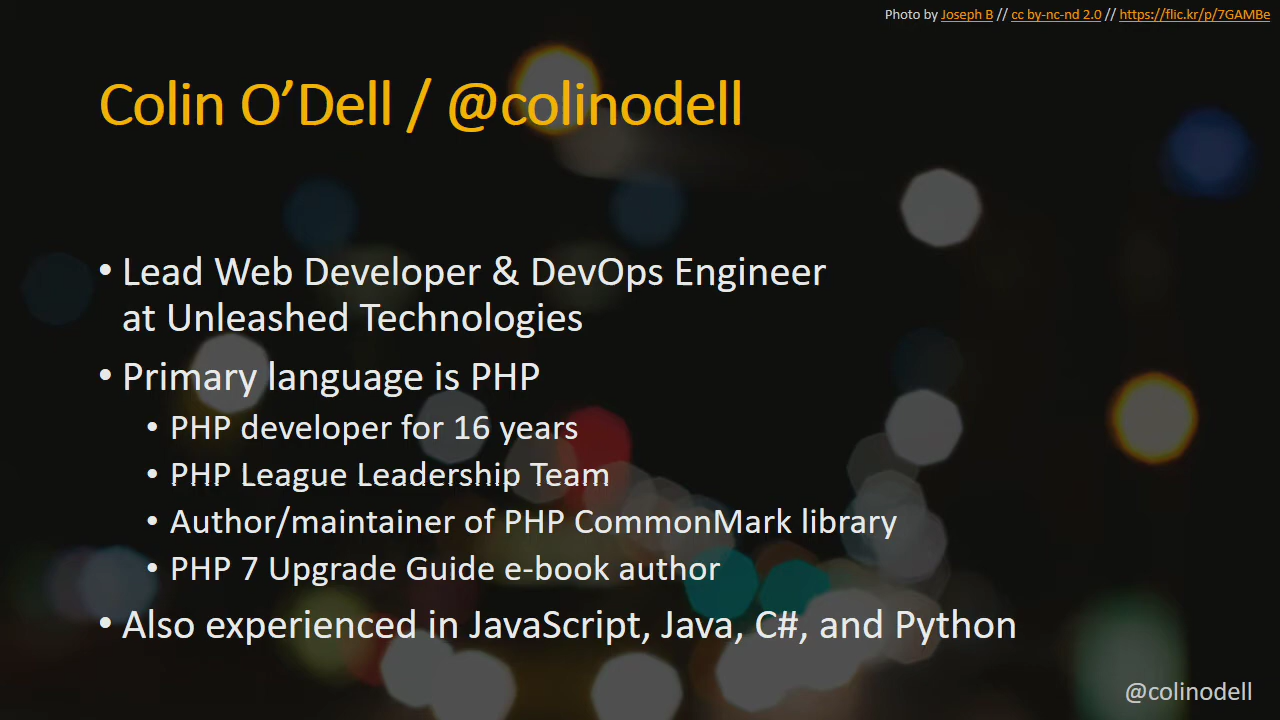 Photo by Joseph B // cc by-nc-nd 2.0 // https://flic.kr/p/7GAMBe
Colin O’Dell / @colinodell
• Lead Web Developer & DevOps Engineer
at Unleashed Technologies
• Primary language is PHP
• PHP developer for 16 years
• PHP League Leadership Team
• Author/maintainer of PHP CommonMark library
• PHP 7 Upgrade Guide e-book author
• Also experienced in JavaScript, Java, C#, and Python
@colinodell